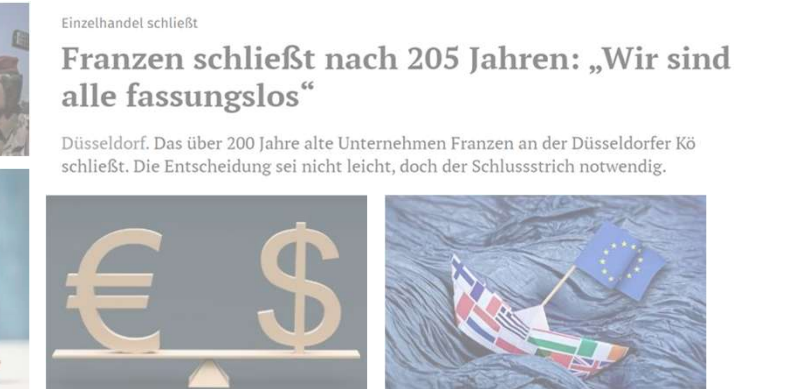 Einzelhandel schließt
Franzen schließt nach 205 Jahren: „Wir sind
alle fassungslos“
Düsseldorf. Das über 200 Jahre alte Unternehmen Franzen an der Düsseldorfer Kö
schließt. Die Entscheidung sei nicht leicht, doch der Schlussstrich notwendig.
€ $